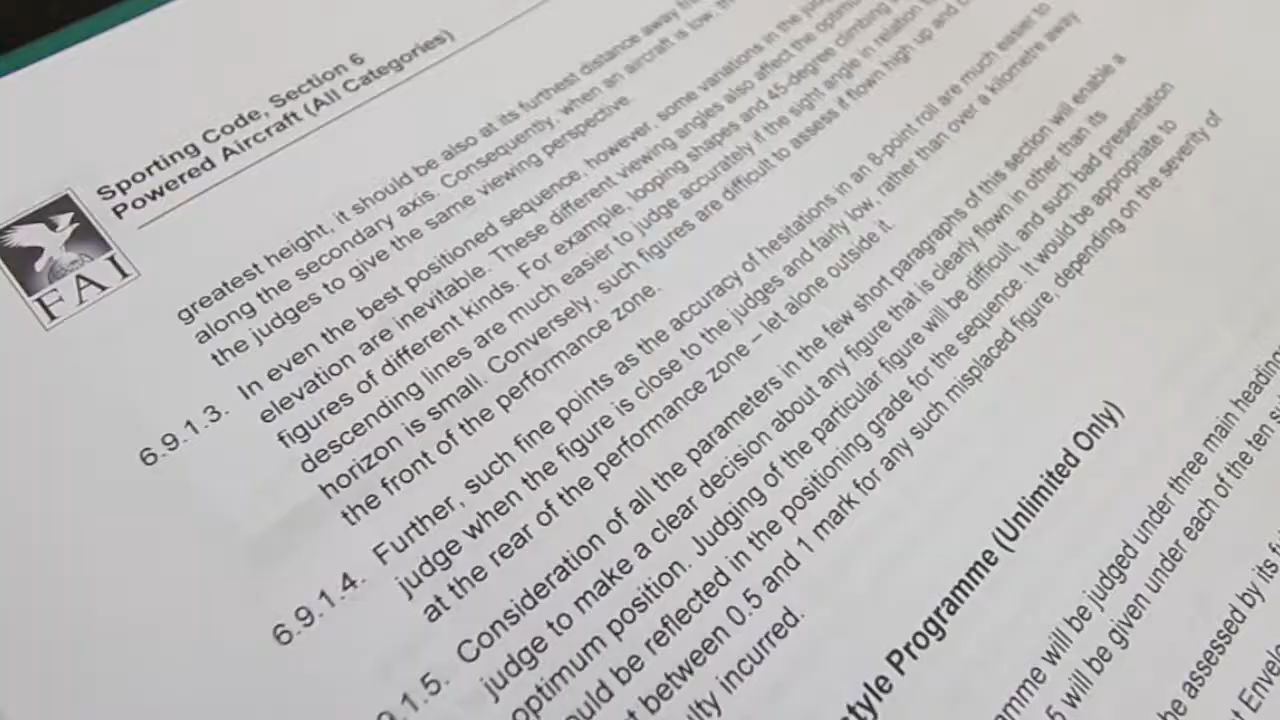 Sporting Code, Section 6
Powered Aircraft (All Categories)
FAI
greatest height, it should be also at its furthest distance away
along the secondary axis. Consequently, when an aircraft is low,
the judges to give the same viewing perspective.
6.9.1.3. In even the best positioned sequence, however, some variations in the
elevation are inevitable. These different viewing angles also affect the
figures of different kinds. For example, looping shapes and 45-degree climbing
descending lines are much easier to judge accurately if the sight angle in relation
horizon is small. Conversely, such figures are difficult to assess if flown high up and
the front of the performance zone.
6.9.1.4. Further, such fine points as the accuracy of hesitations in an 8-point roll are much easier to
judge when the figure is close to the judges and fairly low, rather than over a kilometre away
at the rear of the performance zone – let alone outside it.
.1.5. Consideration of all the parameters in the few short paragraphs of this section will enable a
judge to make a clear decision about any figure that is clearly flown in other than its
optimum position. Judging of the particular figure will be difficult, and such bad presentation
ould be reflected in the positioning grade for the sequence. It would be appropriate to
t between 0.5 and 1 mark for any such misplaced figure, depending on the severity of
ulty incurred.
style Programme (Unlimited Only)
amme will be judged under three main
5 will be given under each of the ten
be assessed by its